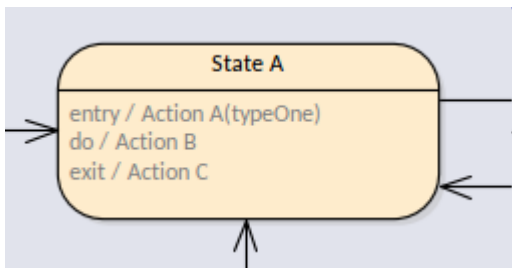 State A
entry / Action A(typeOne)
do / Action B
exit / Action C